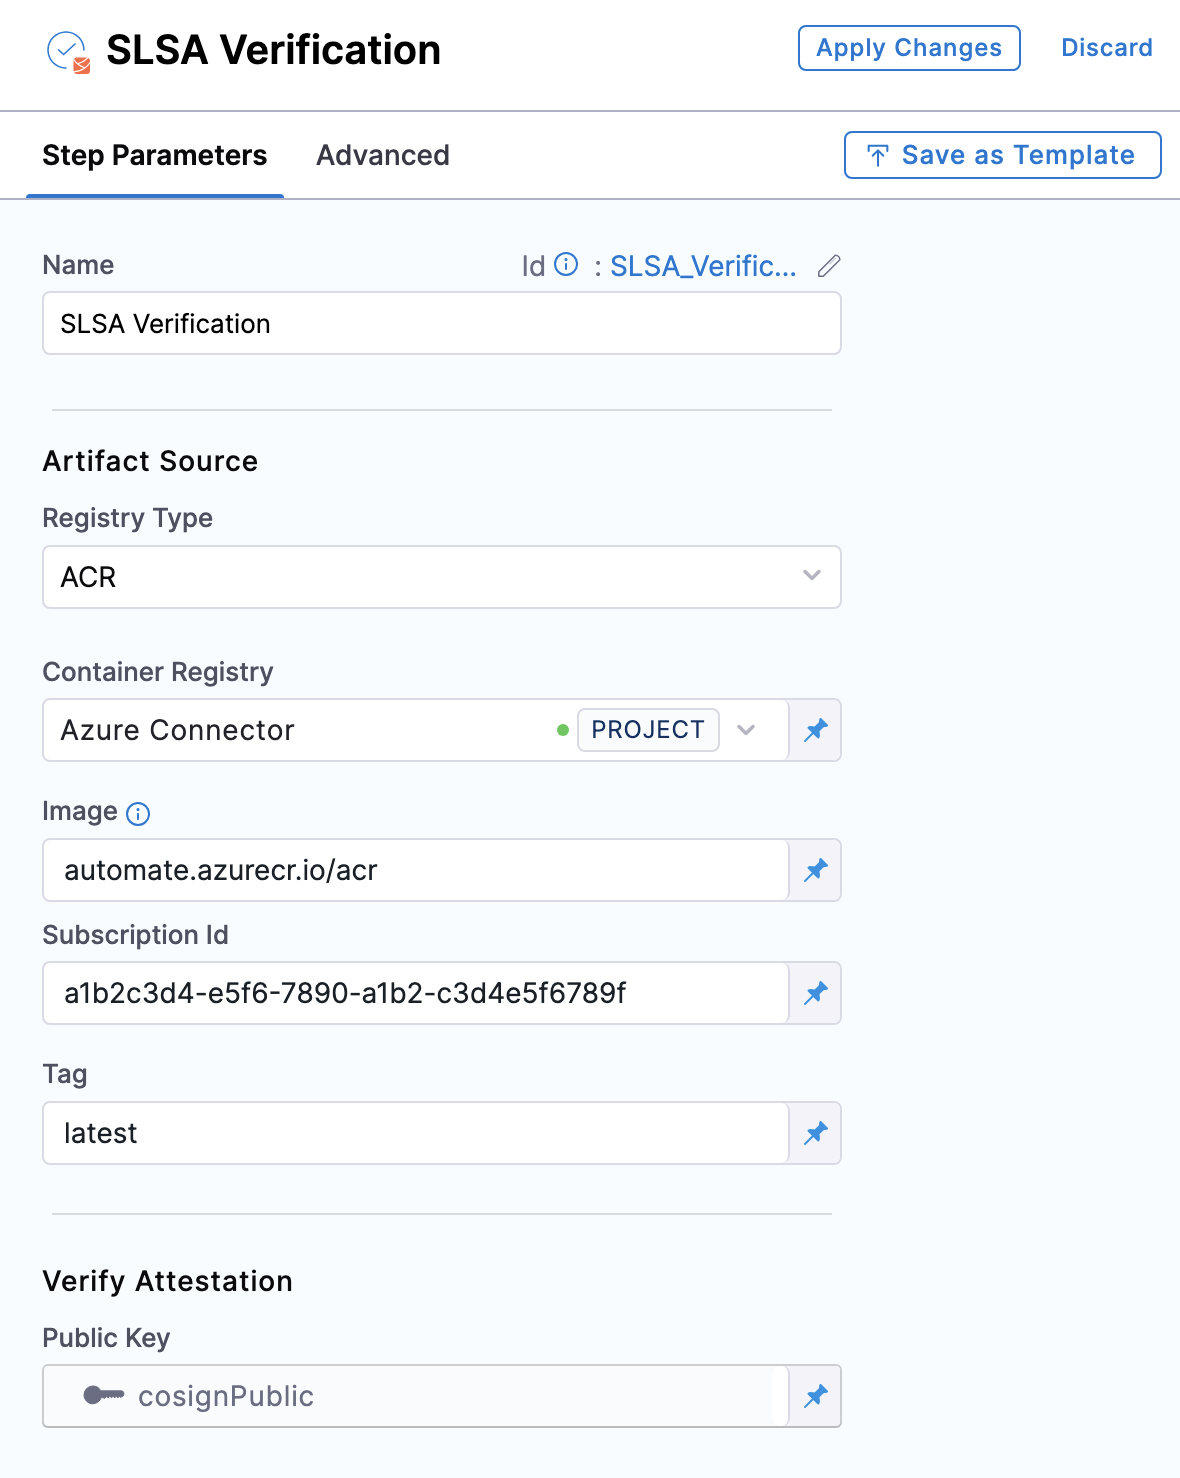 SLSA Verification
Apply Changes
Discard
Step Parameters
Advanced
Save as Template
Name
Id : SLSA_Verific...
SLSA Verification
Artifact Source
Registry Type
ACR
Container Registry
Azure Connector
PROJECT
Image
automate.azurecr.io/acr
Subscription Id
a1b2c3d4-e5f6-7890-a1b2-c3d4e5f6789f
Tag
latest
Verify Attestation
Public Key
cosignPublic